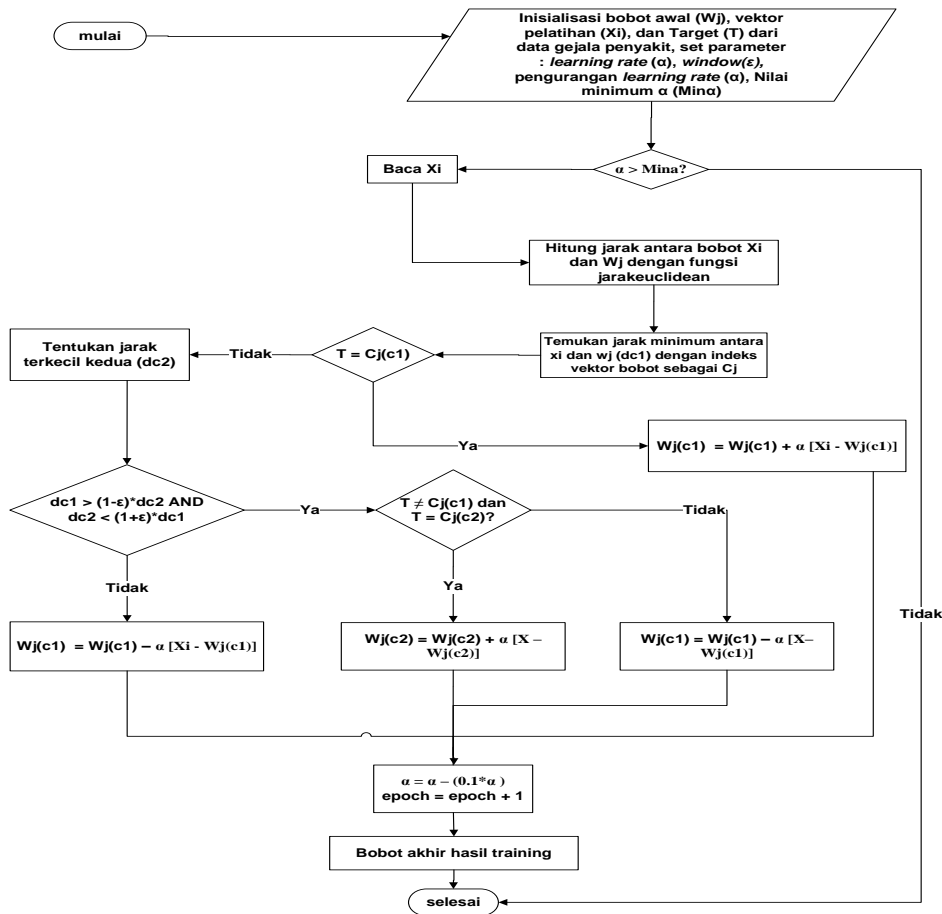 mulai
Inisialisasi bobot awal (Wj), vektor
pelatihan (Xi), dan Target (T) dari
data gejala penyakit, set parameter
: learning rate (α), window(ε),
pengurangan learning rate (α), Nilai
minimum α (Minα)
α > Mina?
Baca Xi
Hitung jarak antara bobot Xi
dan Wj dengan fungsi
jarakeuclidean
Temukan jarak minimum antara
xi dan wj (dc1) dengan indeks
vektor bobot sebagai Cj
T = Cj(c1)
Tidak
Tentukan jarak
terkecil kedua (dc2)
Ya
Wj(c1) = Wj(c1) + α [Xi - Wj(c1)]
dc1 > (1-ε)*dc2 AND
dc2 < (1+ε)*dc1
Ya
T ≠ Cj(c1) dan
T = Cj(c2)?
Tidak
Tidak
Ya
Tidak
Wj(c1) = Wj(c1) – α [Xi - Wj(c1)]
Wj(c2) = Wj(c2) + α [X –
Wj(c2)]
Wj(c1) = Wj(c1) – α [X–
Wj(c1)]
α = α – (0.1*α )
epoch = epoch + 1
Bobot akhir hasil training
selesai